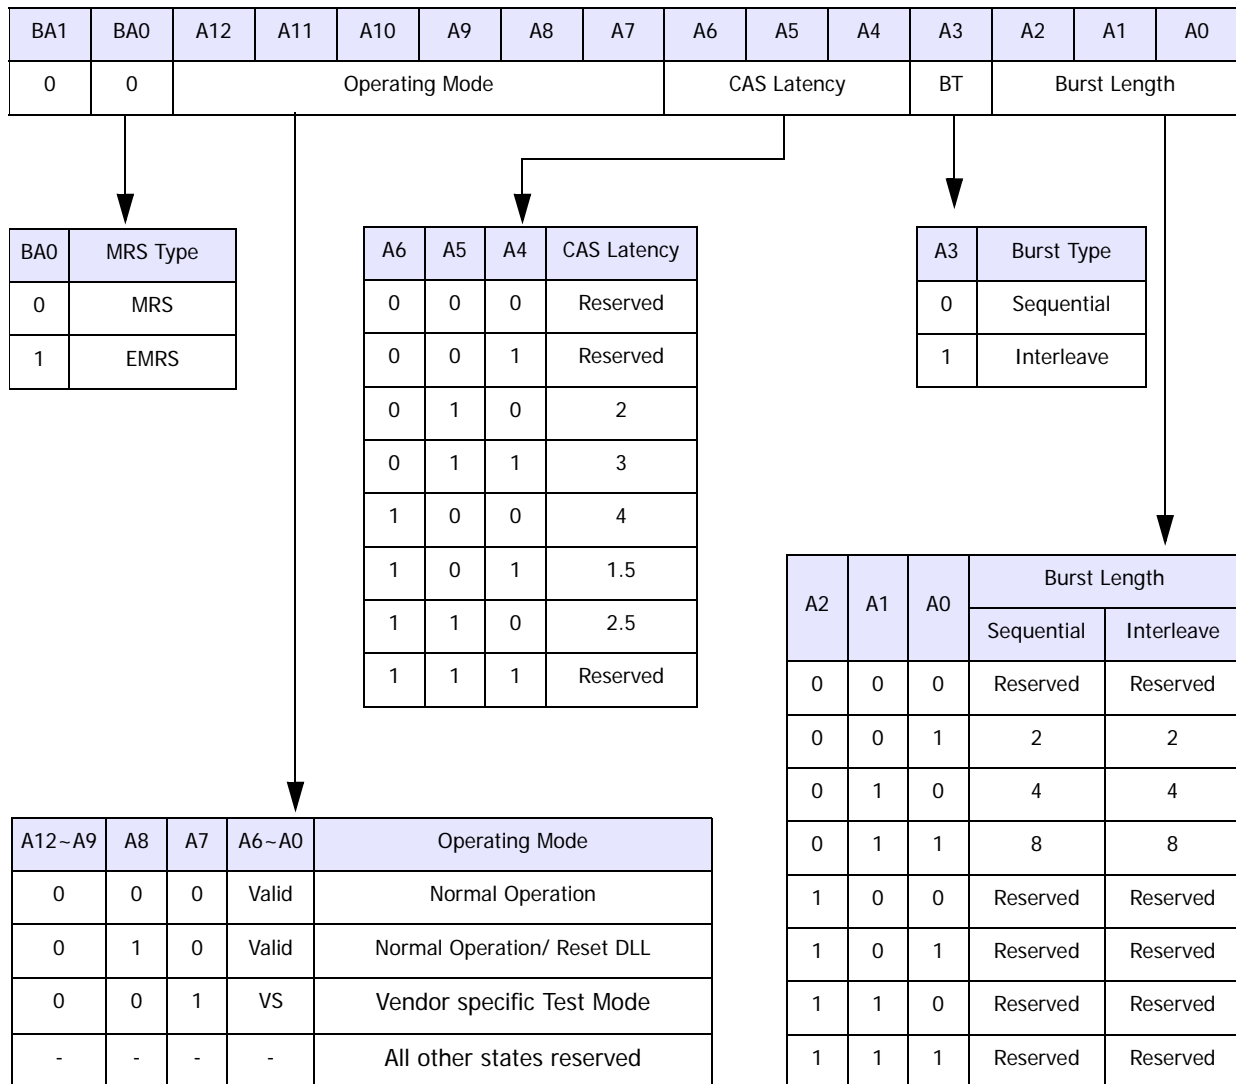 BA1 BA0 A12 A11 A10 A9 A8 A7 A6 A5 A4 A3 A2 A1 A0
0 0 Operating Mode CAS Latency BT Burst Length
BA0 MRS Type
0 MRS
1 EMRS
A6 A5 A4 CAS Latency
0 0 0 Reserved
0 0 1 Reserved
0 1 0 2
0 1 1 3
1 0 0 4
1 0 1 1.5
1 1 0 2.5
1 1 1 Reserved
A3 Burst Type
0 Sequential
1 Interleave
A2 A1 A0 Burst Length
Sequential Interleave
0 0 0 Reserved Reserved
0 0 1 2 2
0 1 0 4 4
0 1 1 8 8
1 0 0 Reserved Reserved
1 0 1 Reserved Reserved
1 1 0 Reserved Reserved
1 1 1 Reserved Reserved
A12~A9 A8 A7 A6~A0 Operating Mode
0 0 0 Valid Normal Operation
0 1 0 Valid Normal Operation/ Reset DLL
0 0 1 VS Vendor specific Test Mode
- - - - All other states reserved